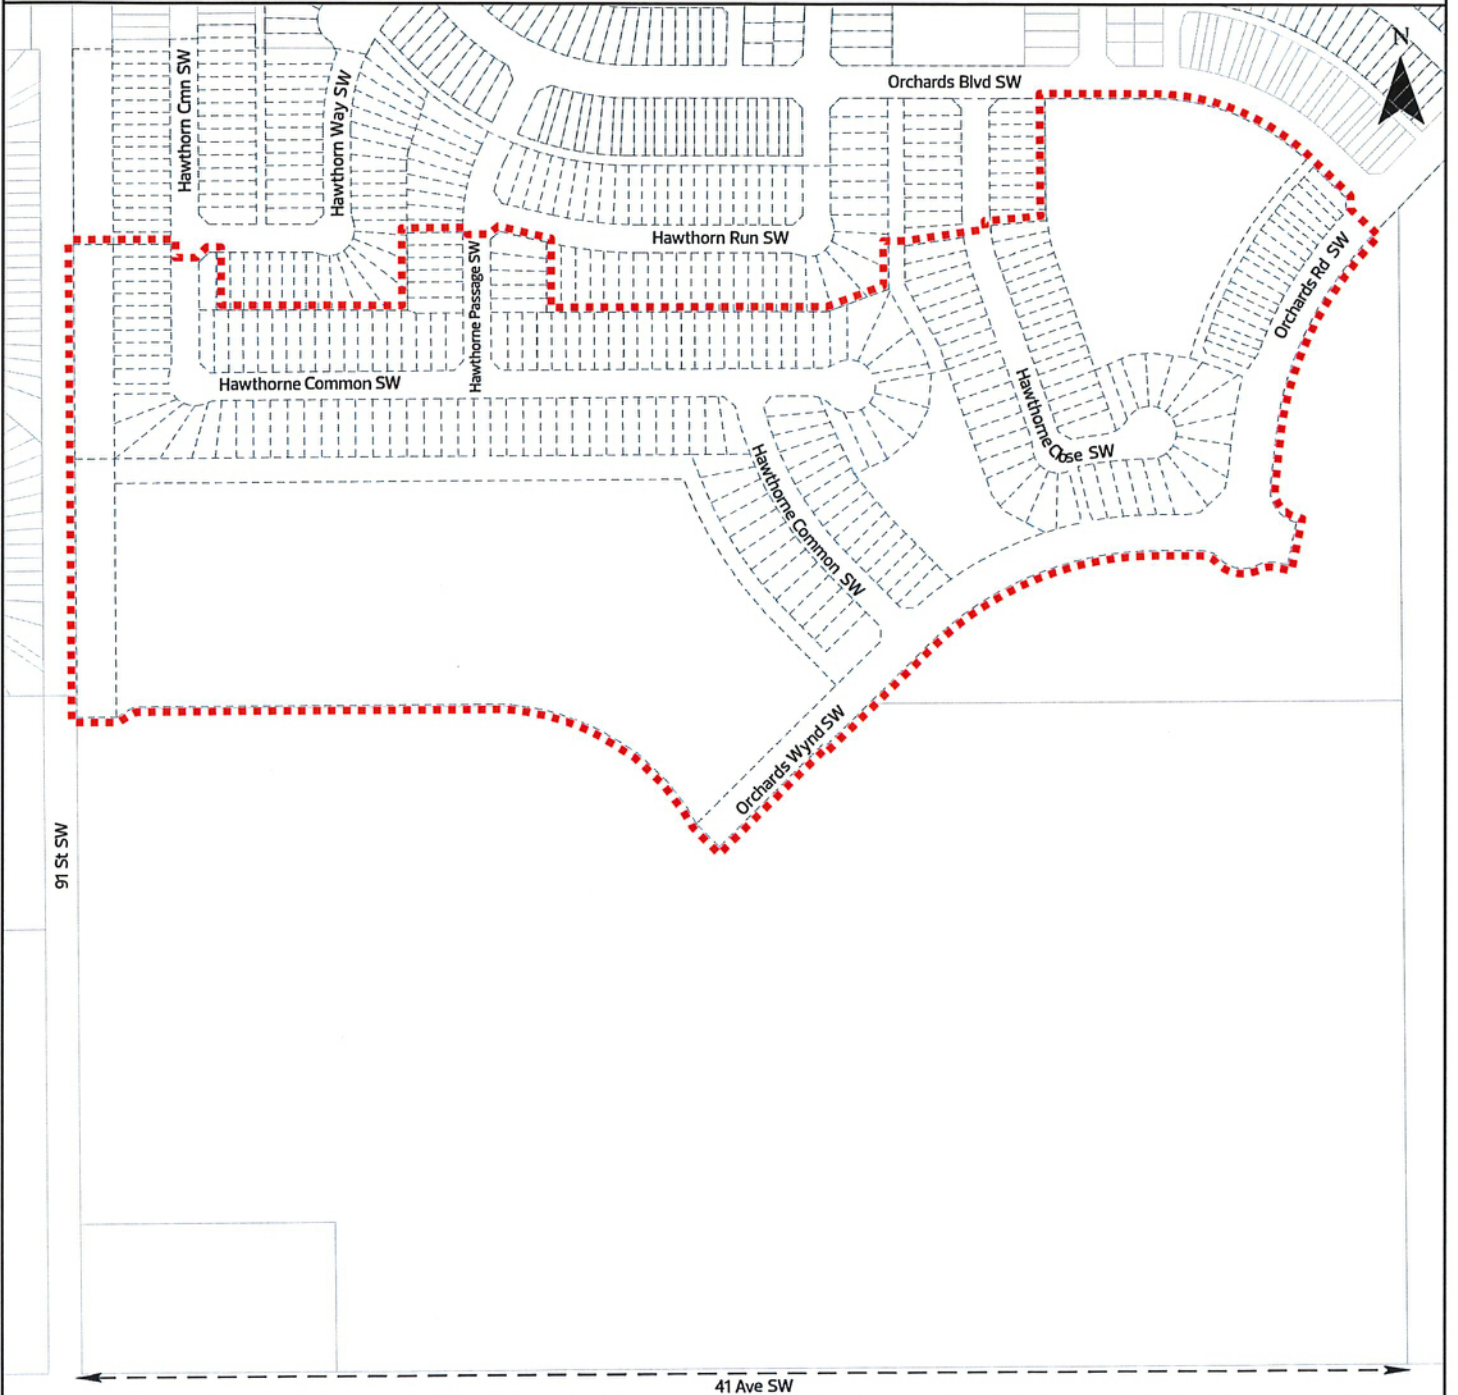 N
Orchards Blvd SW
Hawthorn Cmn SW
Hawthorn Way SW
Hawthorn Run SW
Hawthorne Passage SW
Orchards Rd SW
Hawthorne Common SW
Hawthorne Close SW
Hawthorne Common SW
Orchards Wynd SW
91 St SW
41 Ave SW